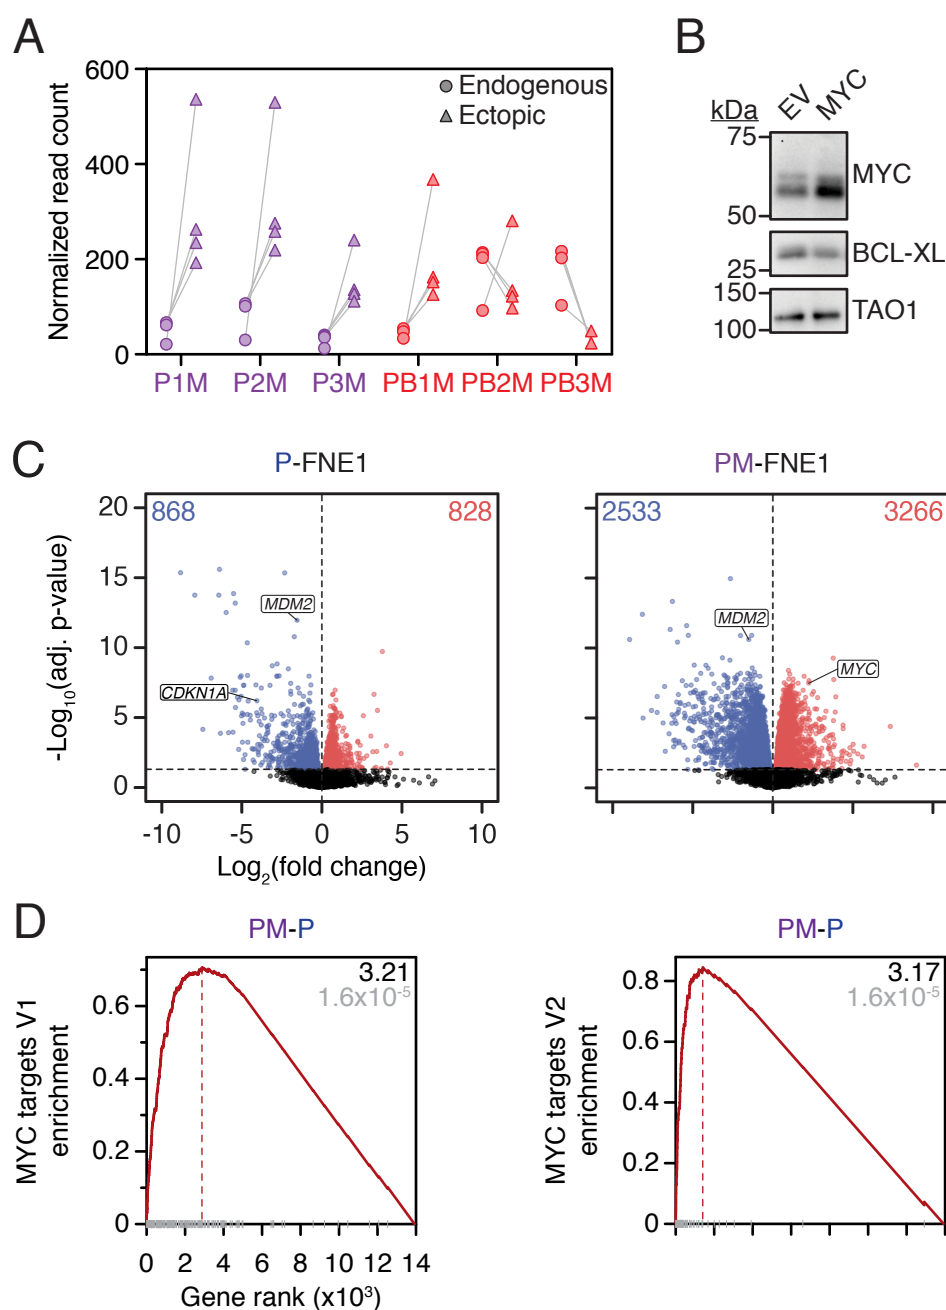 A
Normalized read count
600
400
200
0
Endogenous
Ectopic
P1M P2M P3M PB1M PB2M PB3M
B
kDa
EV MYC
75
MYC
50
BCL-XL
25
150
TAO1
100
C
P-FNE1
PM-FNE1
-Log10(adj. p-value)
20
15
10
5
0
868
828
MDM2
CDKN1A
-10 -5 0 5 10
Log2(fold change)
2533
3266
MDM2
MYC
D
PM-P
PM-P
MYC targets V1
enrichment
3.21
1.6x10-5
0.6
0.4
0.2
0
0 2 4 6 8 10 12 14
Gene rank (x10³)
MYC targets V2
enrichment
3.17
1.6x10-5
0.8
0.6
0.4
0.2
0